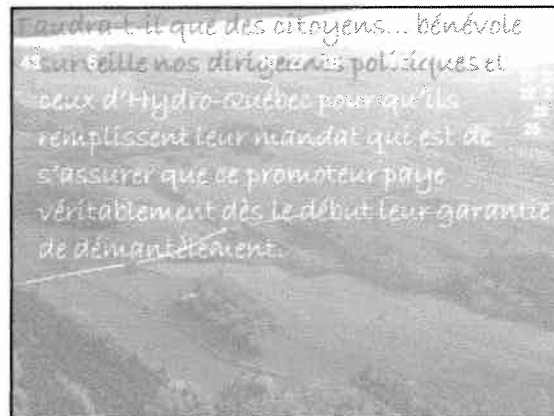 Faudra-t-il que des citoyens... bénévole
surveille nos dirigeants politiques et
ceux d'Hydro-Québec pour qu'ils
remplissent leur mandat qui est de
s'assurer que ce promoteur paye
véritablement dès le début leur garantie
de démantèlement.